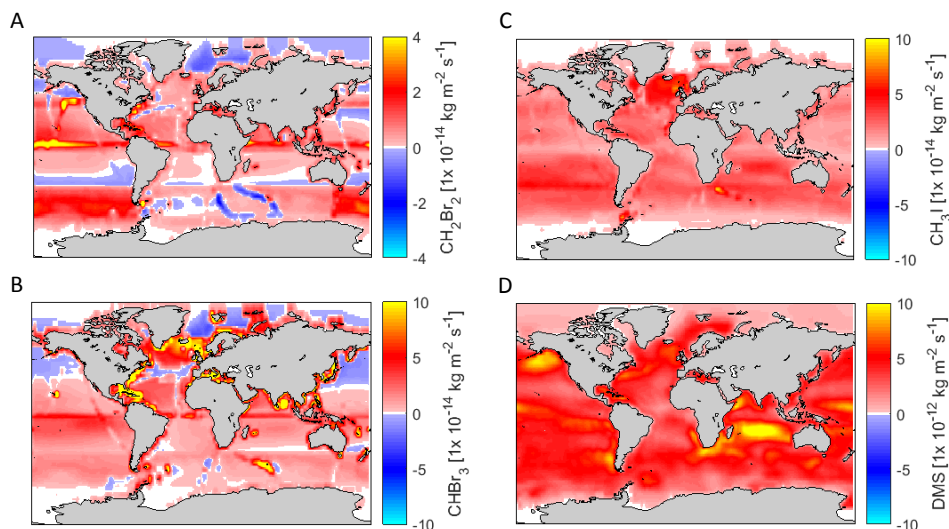 A
4
2
0
-2
-4
CH2Br2 [1x 10^-14 kg m^-2 s^-1]
C
10
5
0
-5
-10
CH3I [1x 10^-14 kg m^-2 s^-1]
B
10
5
0
-5
-10
CHBr3 [1x 10^-14 kg m^-2 s^-1]
D
10
5
0
-5
-10
DMS [1x 10^-12 kg m^-2 s^-1]